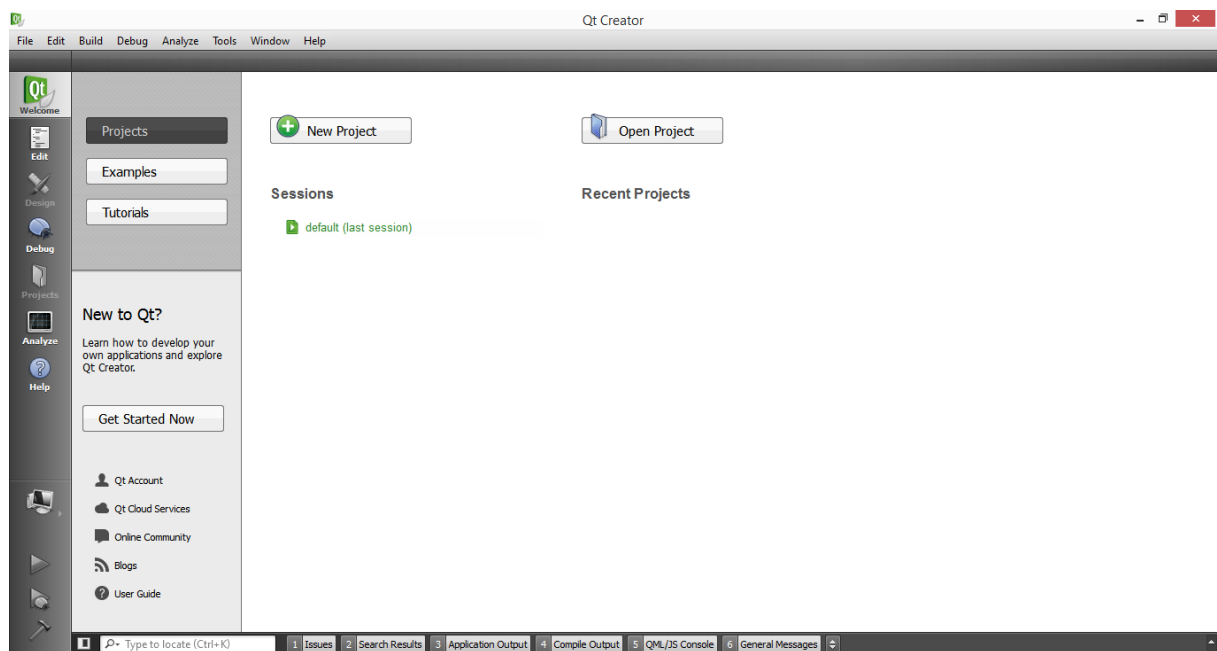 Qt Creator
File Edit Build Debug Analyze Tools Window Help
Qt
Welcome
Edit
Design
Debug
Projects
Analyze
Help
Projects
Examples
Tutorials
New to Qt?
Learn how to develop your
own applications and explore
Qt Creator.
Get Started Now
Qt Account
Qt Cloud Services
Online Community
Blogs
User Guide
New Project
Open Project
Sessions
default (last session)
Recent Projects
Type to locate (Ctrl+K)
1 Issues 2 Search Results 3 Application Output 4 Compile Output 5 QML/JS Console 6 General Messages